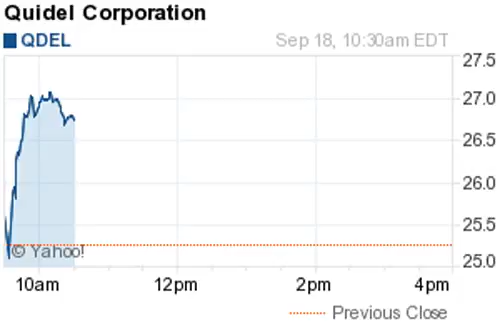 Quidel Corporation
QDEL Sep 18, 10:30am EDT
27.5
27.0
26.5
26.0
25.5
25.0
© Yahoo!
10am 12pm 2pm 4pm
Previous Close